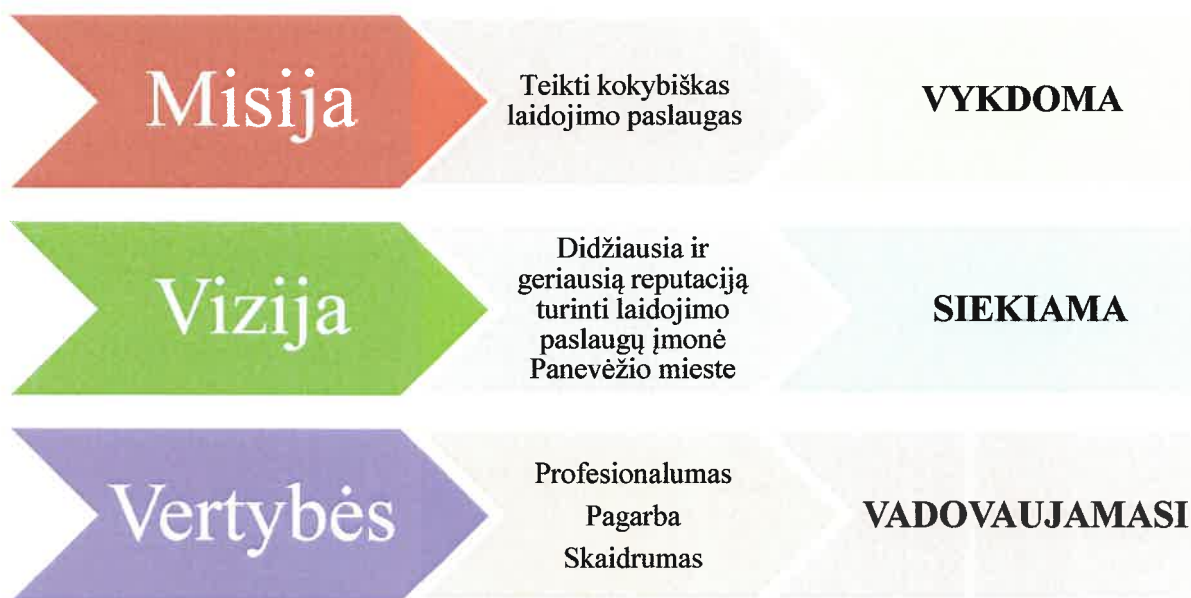 Misija
Teikti kokybiškas
laidojimo paslaugas
VYKDOMA
Vizija
Didžiausia ir
geriausią reputaciją
turinti laidojimo
paslaugų įmonė
Panevėžio mieste
SIEKIAMA
Vertybės
Profesionalumas
Pagarba
Skaidrumas
VADOVAUJAMASI